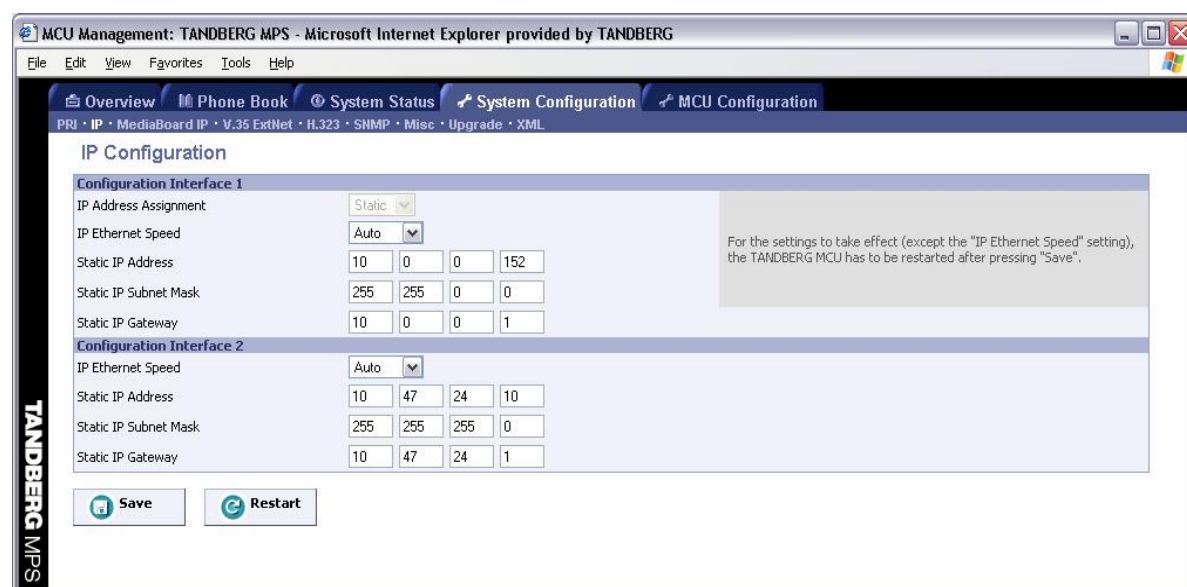 MCU Management: TANDBERG MPS - Microsoft Internet Explorer provided by TANDBERG
File Edit View Favorites Tools Help
Overview Phone Book System Status System Configuration MCU Configuration
PRI · IP · MediaBoard IP · V.35 ExtNet · H.323 · SNMP · Misc · Upgrade · XML
IP Configuration
Configuration Interface 1
IP Address Assignment Static
IP Ethernet Speed Auto
Static IP Address 10 0 0 152
Static IP Subnet Mask 255 255 0 0
Static IP Gateway 10 0 0 1
For the settings to take effect (except the "IP Ethernet Speed" setting),
the TANDBERG MCU has to be restarted after pressing "Save".
Configuration Interface 2
IP Ethernet Speed Auto
Static IP Address 10 47 24 10
Static IP Subnet Mask 255 255 255 0
Static IP Gateway 10 47 24 1
Save Restart
TANDBERG MPS